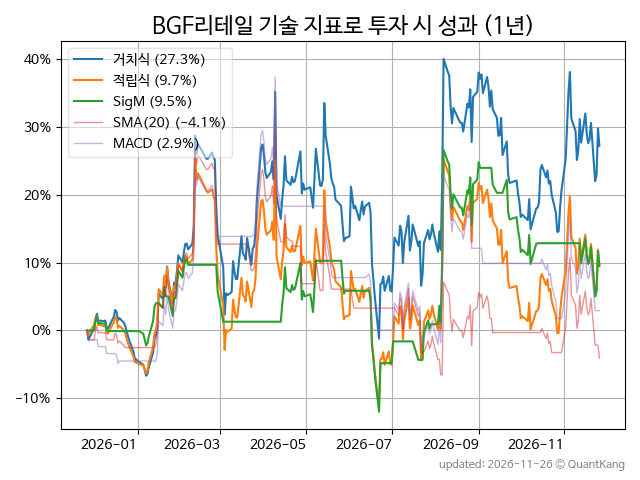 BGF리테일 기술 지표로 투자 시 성과 (1년)
거치식 (27.3%)
적립식 (9.7%)
SigM (9.5%)
SMA(20) (−4.1%)
MACD (2.9%)
40%
30%
20%
10%
0%
−10%
2026-01
2026-03
2026-05
2026-07
2026-09
2026-11
updated: 2026-11-26 ⓒ QuantKang